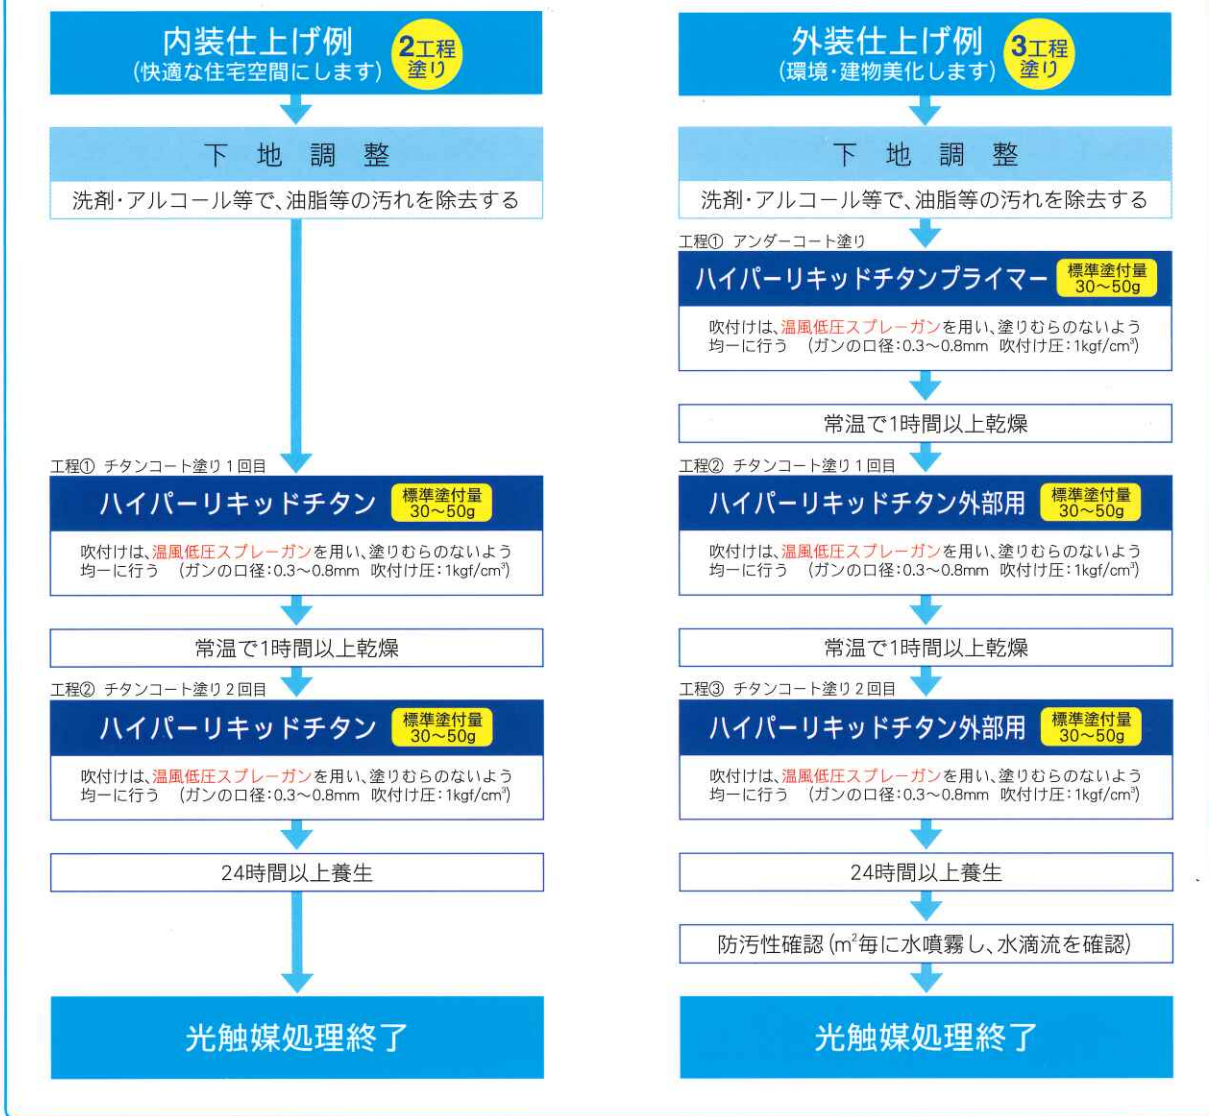 内装仕上げ例
(快適な住宅空間にします)
2工程
塗り
下地調整
洗剤・アルコール等で、油脂等の汚れを除去する
工程① チタンコート塗り1回目
ハイパーリキッドチタン
標準塗付量
30〜50g
吹付けは、温風低圧スプレーガンを用い、塗りむらのないよう
均一に行う (ガンの口径:0.3〜0.8mm 吹付け圧:1kgf/cm³)
常温で1時間以上乾燥
工程② チタンコート塗り2回目
ハイパーリキッドチタン
標準塗付量
30〜50g
吹付けは、温風低圧スプレーガンを用い、塗りむらのないよう
均一に行う (ガンの口径:0.3〜0.8mm 吹付け圧:1kgf/cm³)
24時間以上養生
光触媒処理終了
外装仕上げ例
(環境・建物美化します)
3工程
塗り
下地調整
洗剤・アルコール等で、油脂等の汚れを除去する
工程① アンダーコート塗り
ハイパーリキッドチタンプライマー
標準塗付量
30〜50g
吹付けは、温風低圧スプレーガンを用い、塗りむらのないよう
均一に行う (ガンの口径:0.3〜0.8mm 吹付け圧:1kgf/cm³)
常温で1時間以上乾燥
工程② チタンコート塗り1回目
ハイパーリキッドチタン外部用
標準塗付量
30〜50g
吹付けは、温風低圧スプレーガンを用い、塗りむらのないよう
均一に行う (ガンの口径:0.3〜0.8mm 吹付け圧:1kgf/cm³)
常温で1時間以上乾燥
工程③ チタンコート塗り2回目
ハイパーリキッドチタン外部用
標準塗付量
30〜50g
吹付けは、温風低圧スプレーガンを用い、塗りむらのないよう
均一に行う (ガンの口径:0.3〜0.8mm 吹付け圧:1kgf/cm³)
24時間以上養生
防汚性確認(m²毎に水噴霧し、水滴流を確認)
光触媒処理終了